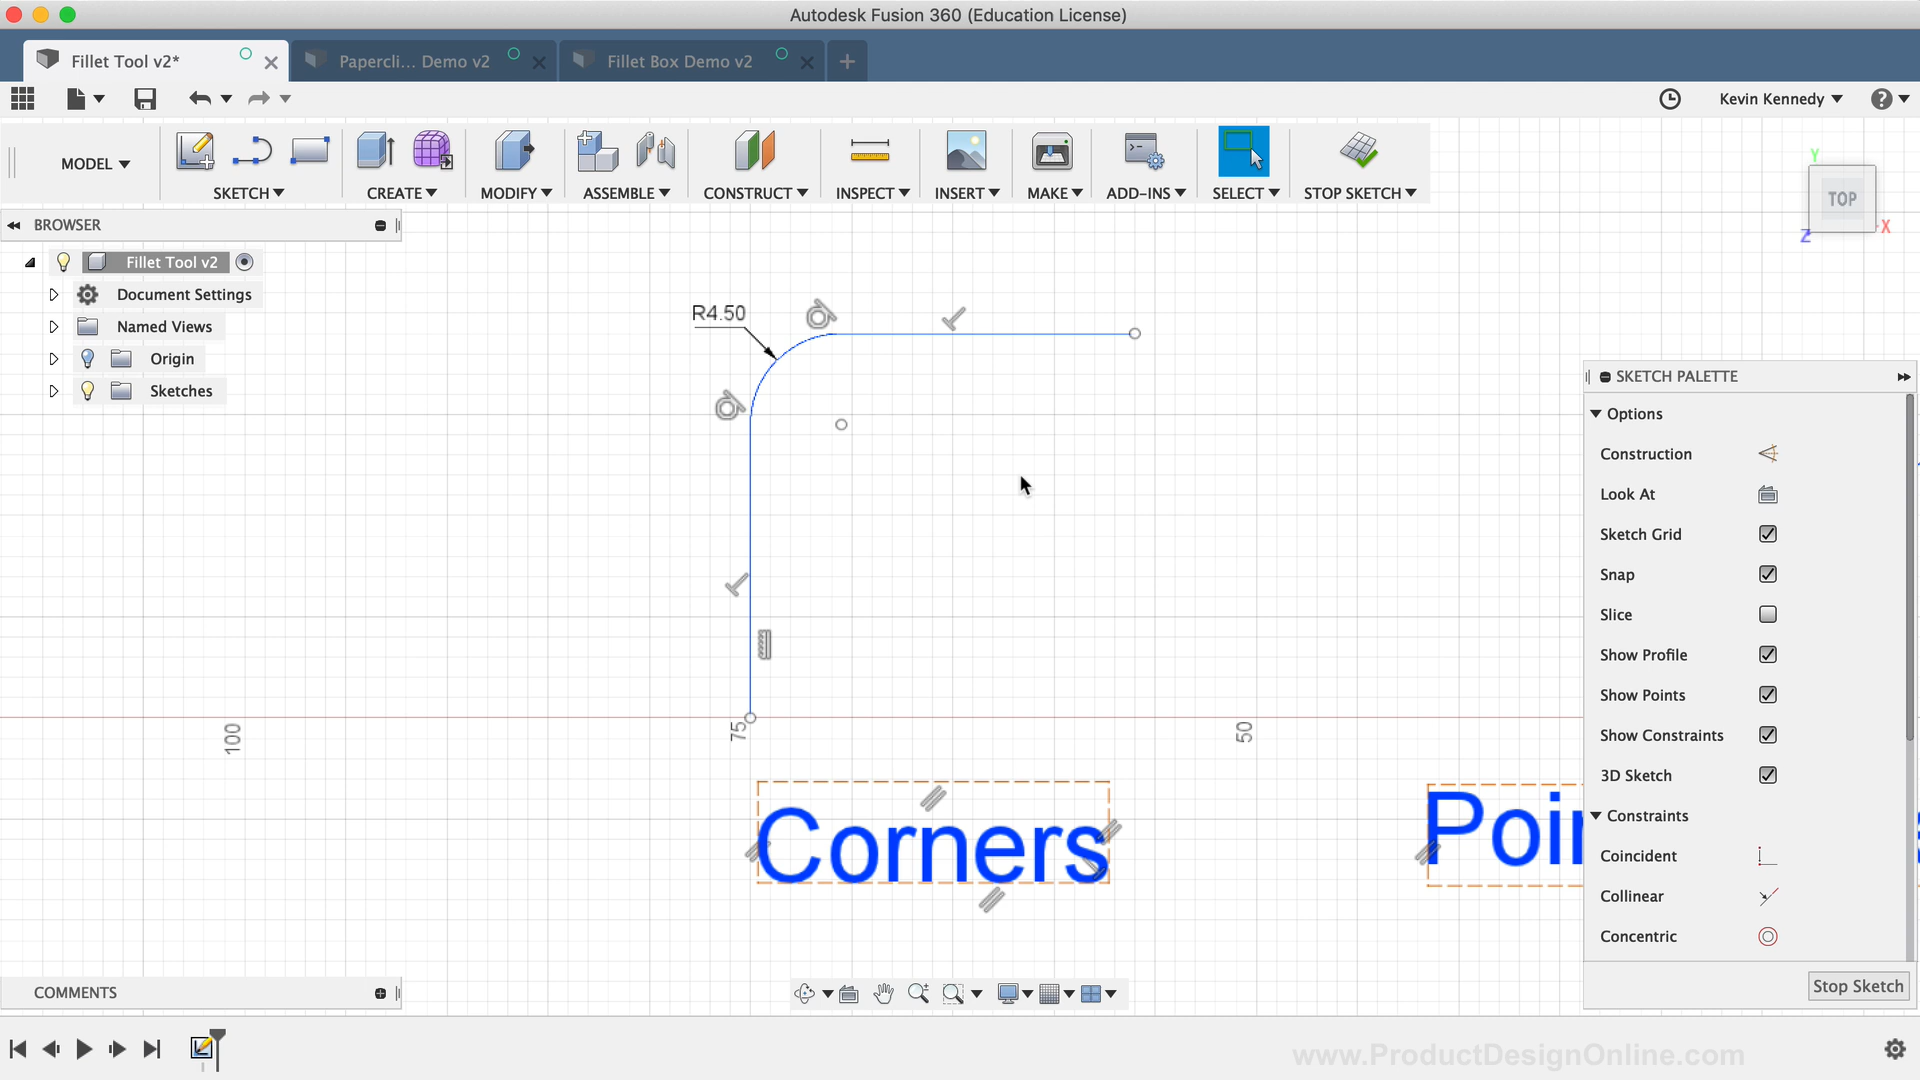 Autodesk Fusion 360 (Education License)
Fillet Tool v2*
Papercli... Demo v2
Fillet Box Demo v2
Kevin Kennedy
MODEL
SKETCH
CREATE
MODIFY
ASSEMBLE
CONSTRUCT
INSPECT
INSERT
MAKE
ADD-INS
SELECT
STOP SKETCH
Y
TOP
X
Z
BROWSER
Fillet Tool v2
Document Settings
Named Views
Origin
Sketches
R4.50
100
75
50
Corners
Poin
SKETCH PALETTE
Options
Construction
Look At
Sketch Grid
Snap
Slice
Show Profile
Show Points
Show Constraints
3D Sketch
Constraints
Coincident
Collinear
Concentric
Stop Sketch
COMMENTS
www.ProductDesignOnline.com